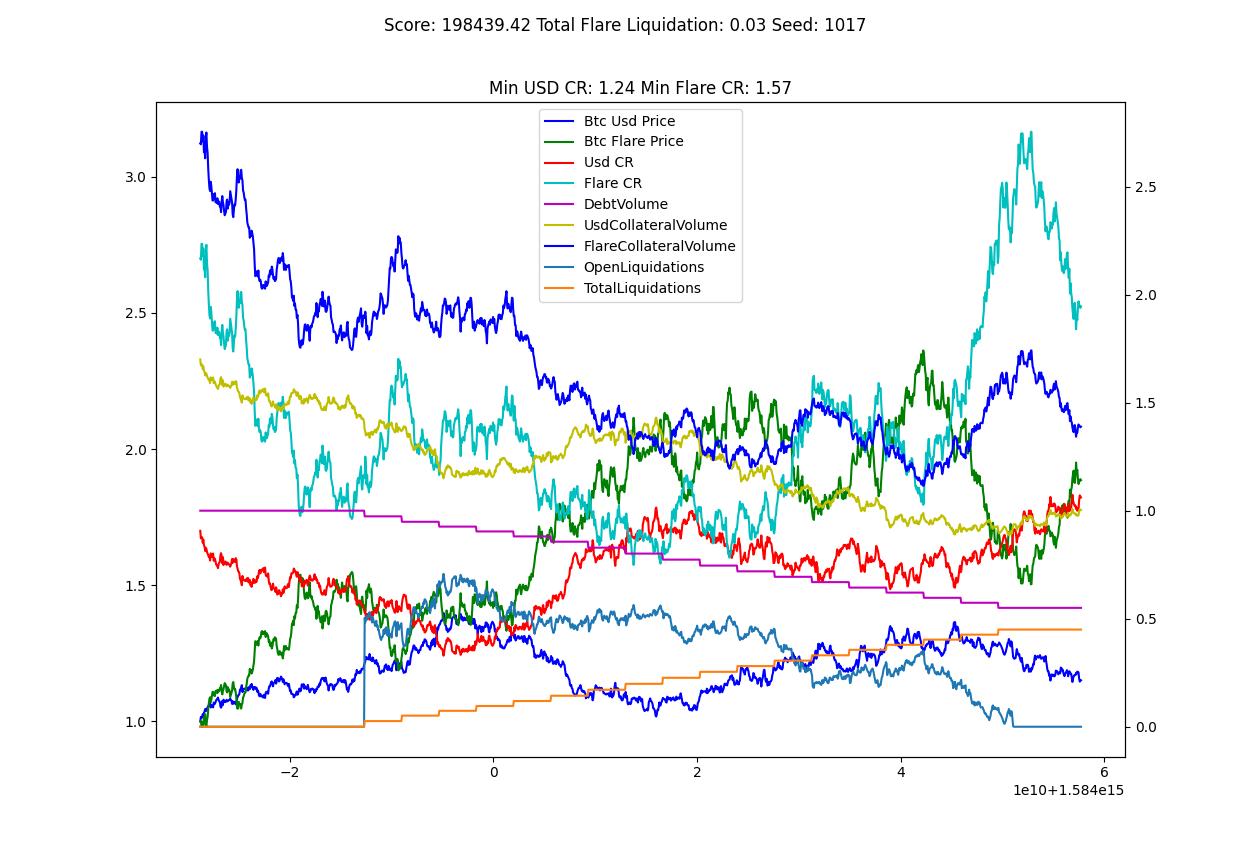 Score: 198439.42 Total Flare Liquidation: 0.03 Seed: 1017
Min USD CR: 1.24 Min Flare CR: 1.57
Btc Usd Price
Btc Flare Price
Usd CR
Flare CR
DebtVolume
UsdCollateralVolume
FlareCollateralVolume
OpenLiquidations
TotalLiquidations
3.0
2.5
2.0
1.5
1.0
2.5
2.0
1.5
1.0
0.5
0.0
−2 0 2 4 6
1e10+1.584e15